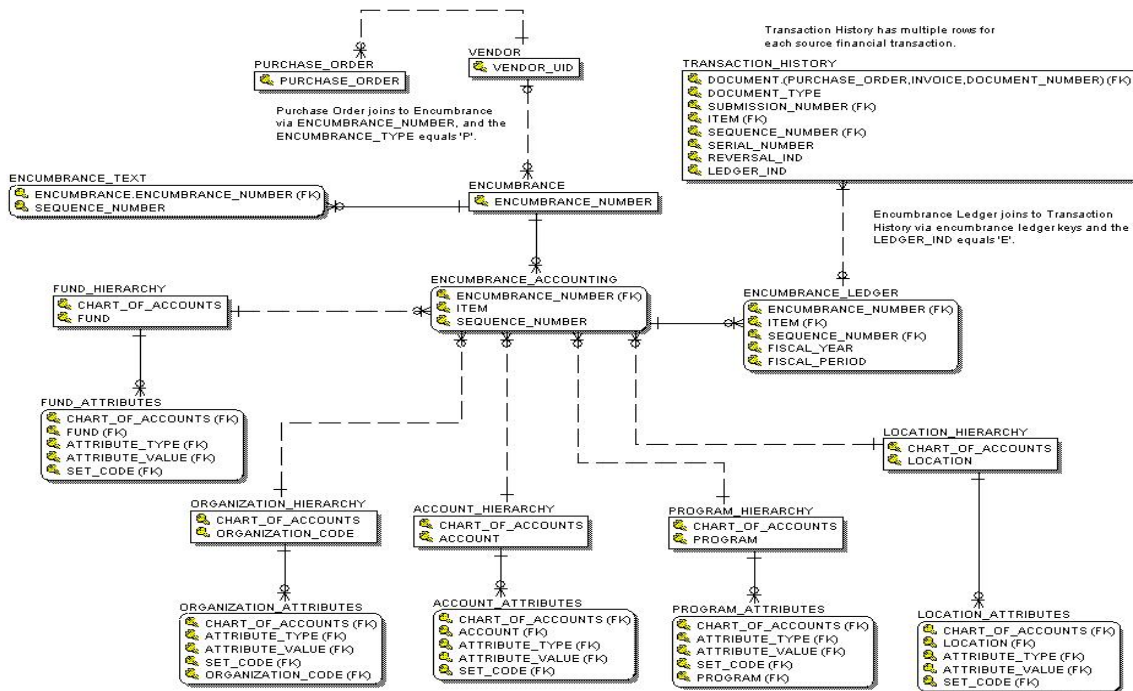 Transaction History has multiple rows for
each source financial transaction.
VENDOR
VENDOR_UID
PURCHASE_ORDER
PURCHASE_ORDER
TRANSACTION_HISTORY
DOCUMENT.(PURCHASE_ORDER,INVOICE,DOCUMENT_NUMBER) (FK)
DOCUMENT_TYPE
SUBMISSION_NUMBER (FK)
ITEM (FK)
SEQUENCE_NUMBER (FK)
SERIAL_NUMBER
REVERSAL_IND
LEDGER_IND
Purchase Order joins to Encumbrance
via ENCUMBRANCE_NUMBER, and the
ENCUMBRANCE_TYPE equals 'P'.
ENCUMBRANCE_TEXT
ENCUMBRANCE.ENCUMBRANCE_NUMBER (FK)
SEQUENCE_NUMBER
ENCUMBRANCE
ENCUMBRANCE_NUMBER
Encumbrance Ledger joins to Transaction
History via encumbrance ledger keys and the
LEDGER_IND equals 'E'.
FUND_HIERARCHY
CHART_OF_ACCOUNTS
FUND
ENCUMBRANCE_ACCOUNTING
ENCUMBRANCE_NUMBER (FK)
ITEM
SEQUENCE_NUMBER
ENCUMBRANCE_LEDGER
ENCUMBRANCE_NUMBER (FK)
ITEM (FK)
SEQUENCE_NUMBER (FK)
FISCAL_YEAR
FISCAL_PERIOD
FUND_ATTRIBUTES
CHART_OF_ACCOUNTS (FK)
FUND (FK)
ATTRIBUTE_TYPE (FK)
ATTRIBUTE_VALUE (FK)
SET_CODE (FK)
LOCATION_HIERARCHY
CHART_OF_ACCOUNTS
LOCATION
ORGANIZATION_HIERARCHY
CHART_OF_ACCOUNTS
ORGANIZATION_CODE
ACCOUNT_HIERARCHY
CHART_OF_ACCOUNTS
ACCOUNT
PROGRAM_HIERARCHY
CHART_OF_ACCOUNTS
PROGRAM
ORGANIZATION_ATTRIBUTES
CHART_OF_ACCOUNTS (FK)
ATTRIBUTE_TYPE (FK)
ATTRIBUTE_VALUE (FK)
SET_CODE (FK)
ORGANIZATION_CODE (FK)
ACCOUNT_ATTRIBUTES
CHART_OF_ACCOUNTS (FK)
ACCOUNT (FK)
ATTRIBUTE_TYPE (FK)
ATTRIBUTE_VALUE (FK)
SET_CODE (FK)
PROGRAM_ATTRIBUTES
CHART_OF_ACCOUNTS (FK)
ATTRIBUTE_TYPE (FK)
ATTRIBUTE_VALUE (FK)
SET_CODE (FK)
PROGRAM (FK)
LOCATION_ATTRIBUTES
CHART_OF_ACCOUNTS (FK)
LOCATION (FK)
ATTRIBUTE_TYPE (FK)
ATTRIBUTE_VALUE (FK)
SET_CODE (FK)